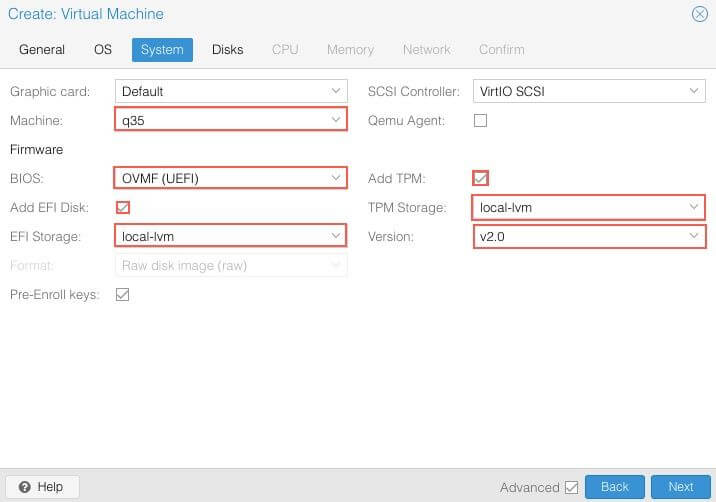 Create: Virtual Machine
General OS System Disks CPU Memory Network Confirm
Graphic card: Default SCSI Controller: VirtIO SCSI
Machine: q35 Qemu Agent:
Firmware
BIOS: OVMF (UEFI) Add TPM:
Add EFI Disk: TPM Storage: local-lvm
EFI Storage: local-lvm Version: v2.0
Format: Raw disk image (raw)
Pre-Enroll keys:
Help Advanced Back Next